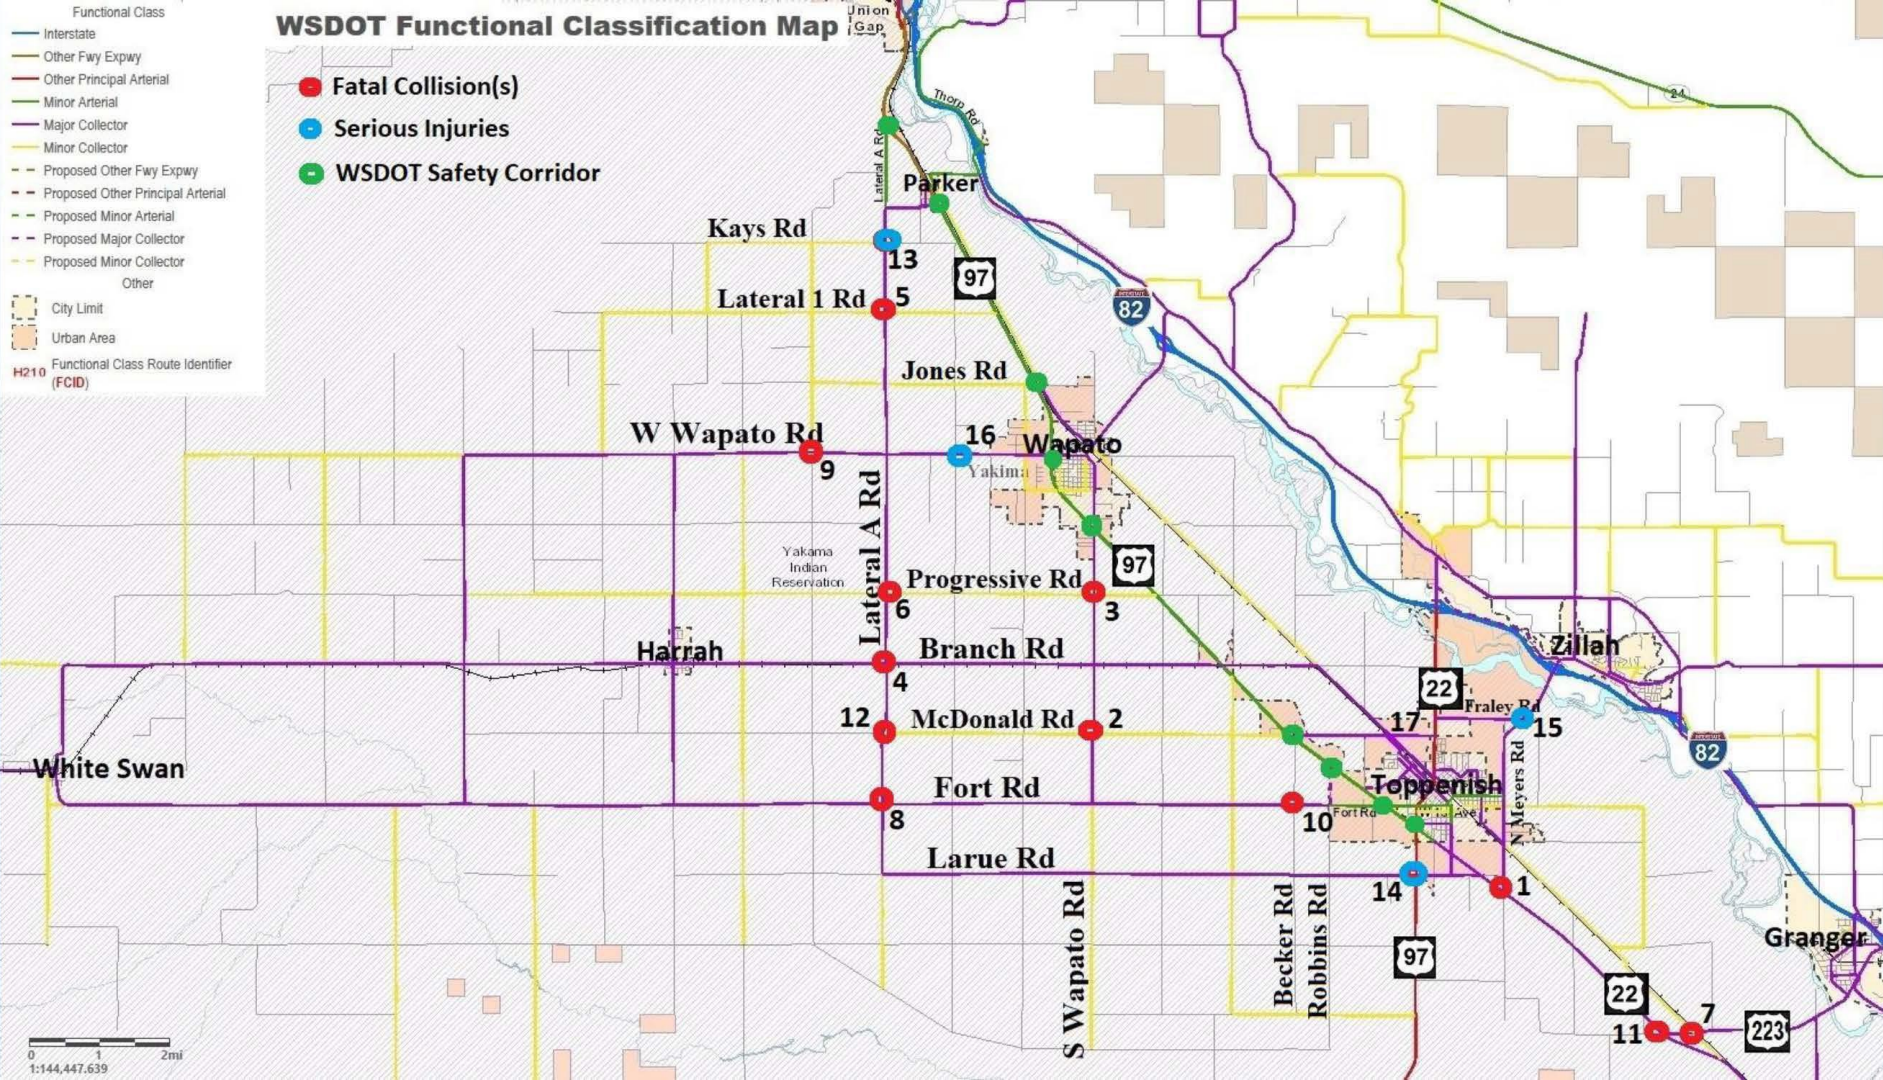 Functional Class
Interstate
Other Fwy Expwy
Other Principal Arterial
Minor Arterial
Major Collector
Minor Collector
Proposed Other Fwy Expwy
Proposed Other Principal Arterial
Proposed Minor Arterial
Proposed Major Collector
Proposed Minor Collector
Other
City Limit
Urban Area
H210 Functional Class Route Identifier
(FCID)
WSDOT Functional Classification Map
Fatal Collision(s)
Serious Injuries
WSDOT Safety Corridor
Union
Gap
Thorp Rd
24
Lateral A Rd
Parker
Kays Rd
13
97
Lateral 1 Rd
5
82
Jones Rd
W Wapato Rd
9
16
Wapato
Yakima
Lateral A Rd
Yakama
Indian
Reservation
97
Progressive Rd
6
3
Harrah
Branch Rd
4
Zillah
22
Fraley Rd
12
McDonald Rd
2
17
15
82
White Swan
N Meyers Rd
Toppenish
Fort Rd
8
10
Fort Rd
Ave
Larue Rd
14
1
S Wapato Rd
Becker Rd
Robbins Rd
97
Granger
22
7
11
223
0 1 2mi
1:144,447.639